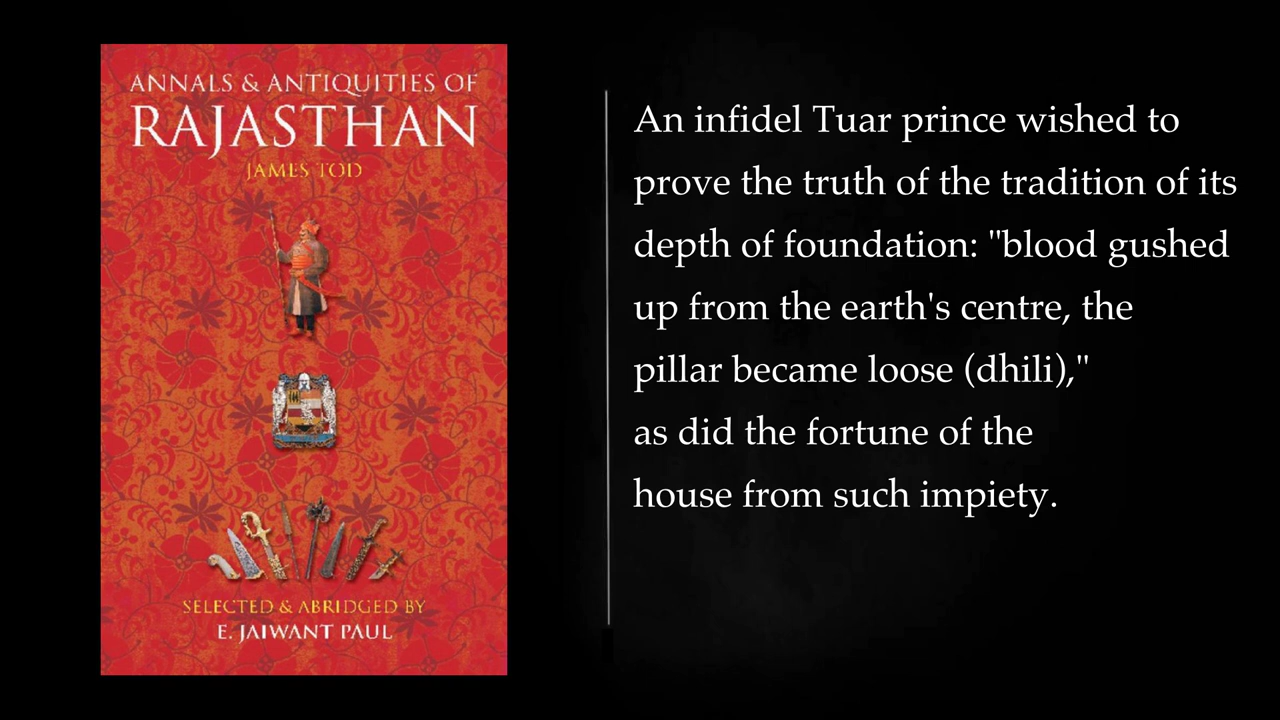 ANNALS & ANTIQUITIES OF
RAJASTHAN
JAMES TOD
SELECTED & ABRIDGED BY
E. JAIWANT PAUL
An infidel Tuar prince wished to
prove the truth of the tradition of its
depth of foundation: "blood gushed
up from the earth's centre, the
pillar became loose (dhili),"
as did the fortune of the
house from such impiety.